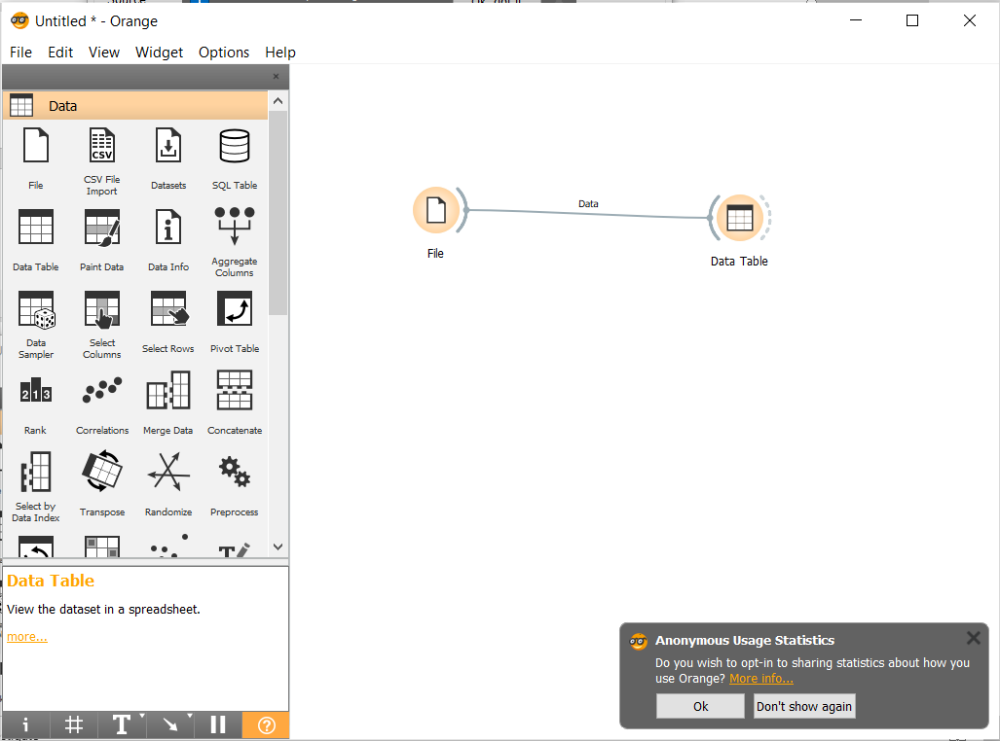 Untitled * - Orange
File Edit View Widget Options Help
Data
File
CSV File
Import
Datasets
SQL Table
CSV
Data Table
Paint Data
Data Info
Aggregate
Columns
Data
Sampler
Select
Columns
Select Rows
Pivot Table
2 1 3
Rank
Correlations
Merge Data
Concatenate
Select by
Data Index
Transpose
Randomize
Preprocess
Data Table
View the dataset in a spreadsheet.
more...
File
Data
Data Table
Anonymous Usage Statistics
Do you wish to opt-in to sharing statistics about how you
use Orange? More info...
Ok
Don't show again